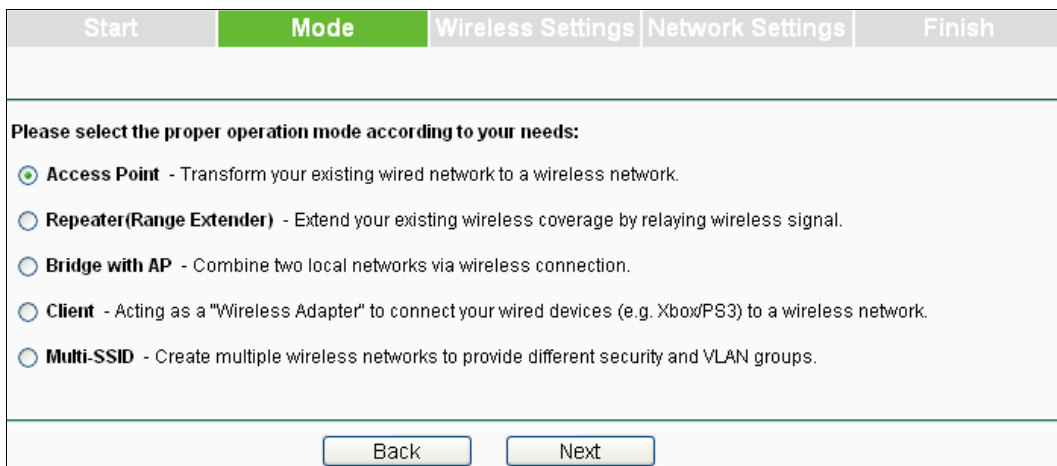 Start Mode Wireless Settings Network Settings Finish
Please select the proper operation mode according to your needs:
Access Point - Transform your existing wired network to a wireless network.
Repeater(Range Extender) - Extend your existing wireless coverage by relaying wireless signal.
Bridge with AP - Combine two local networks via wireless connection.
Client - Acting as a "Wireless Adapter" to connect your wired devices (e.g. Xbox/PS3) to a wireless network.
Multi-SSID - Create multiple wireless networks to provide different security and VLAN groups.
Back Next